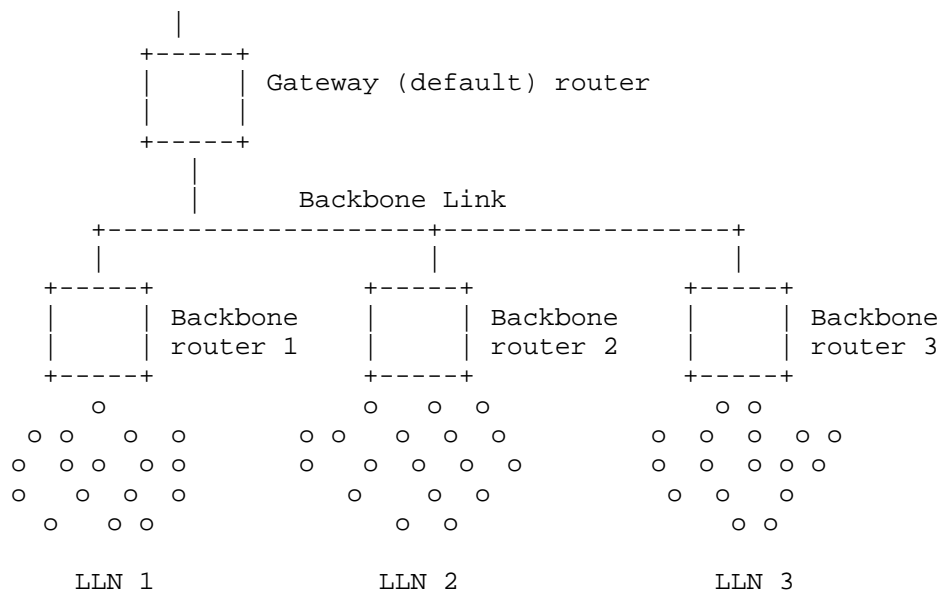 Gateway (default) router
Backbone Link
Backbone router 1
Backbone router 2
Backbone router 3
o
o o o
o o
o o o o
o o o o o
o o o o o
o o o o o
o o o o o
o o o o o
o o o o
o o o
o o o
o o o
o o
o o
LLN 1
LLN 2
LLN 3